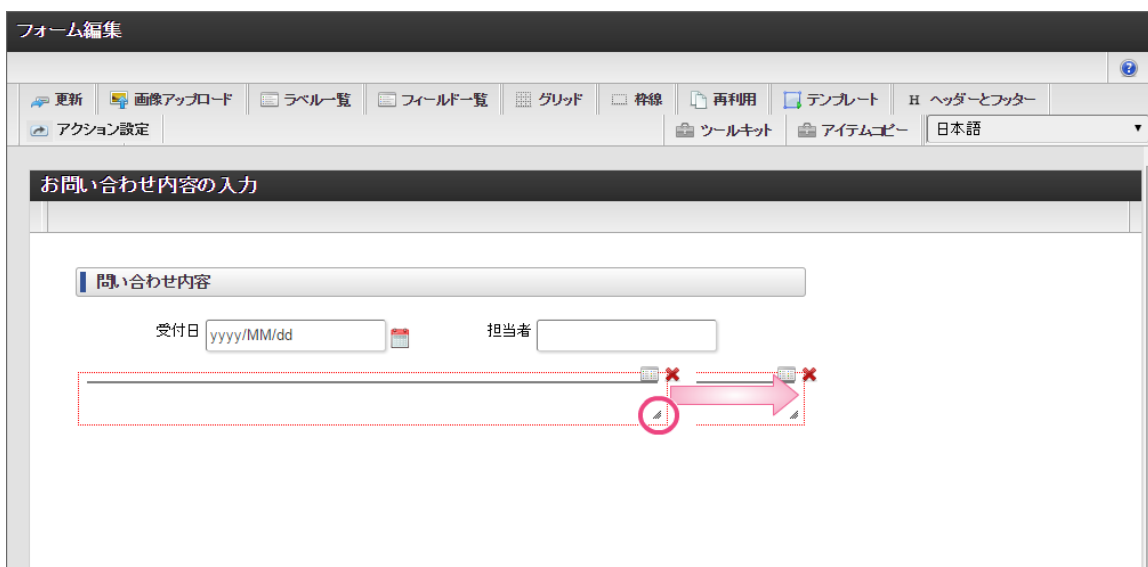 フォーム編集
更新 画像アップロード ラベル一覧 フィールド一覧 グリッド 枠線 再利用 テンプレート H ヘッダーとフッター
アクション設定 ツールキット アイテムコピー 日本語
お問い合わせ内容の入力
問い合わせ内容
受付日 yyyy/MM/dd 担当者